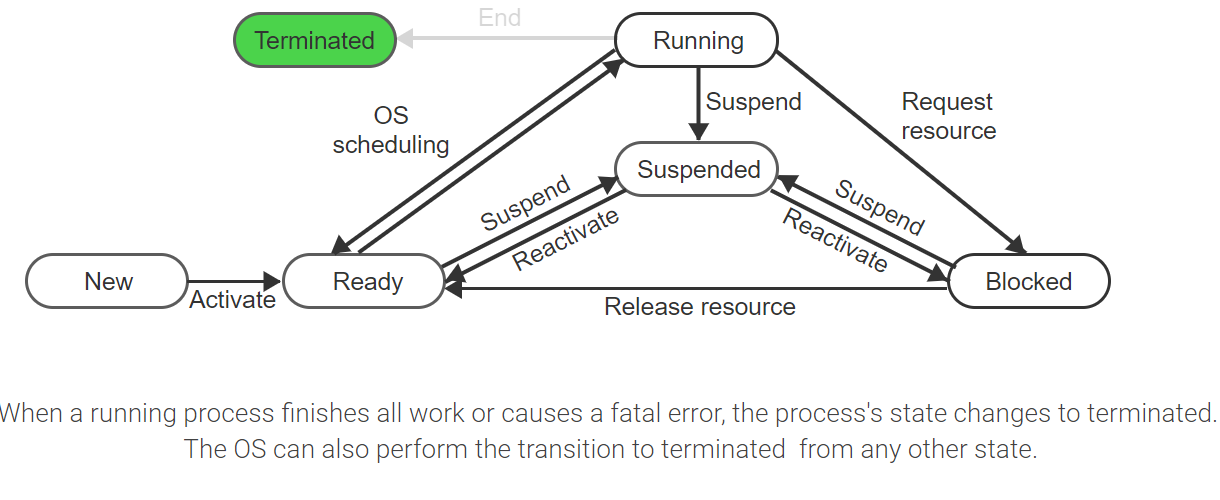 End
Terminated
Running
Suspend
Request
resource
OS
scheduling
Suspended
Suspend
Reactivate
Suspend
Reactivate
New
Activate
Ready
Blocked
Release resource
When a running process finishes all work or causes a fatal error, the process's state changes to terminated.
The OS can also perform the transition to terminated  from any other state.